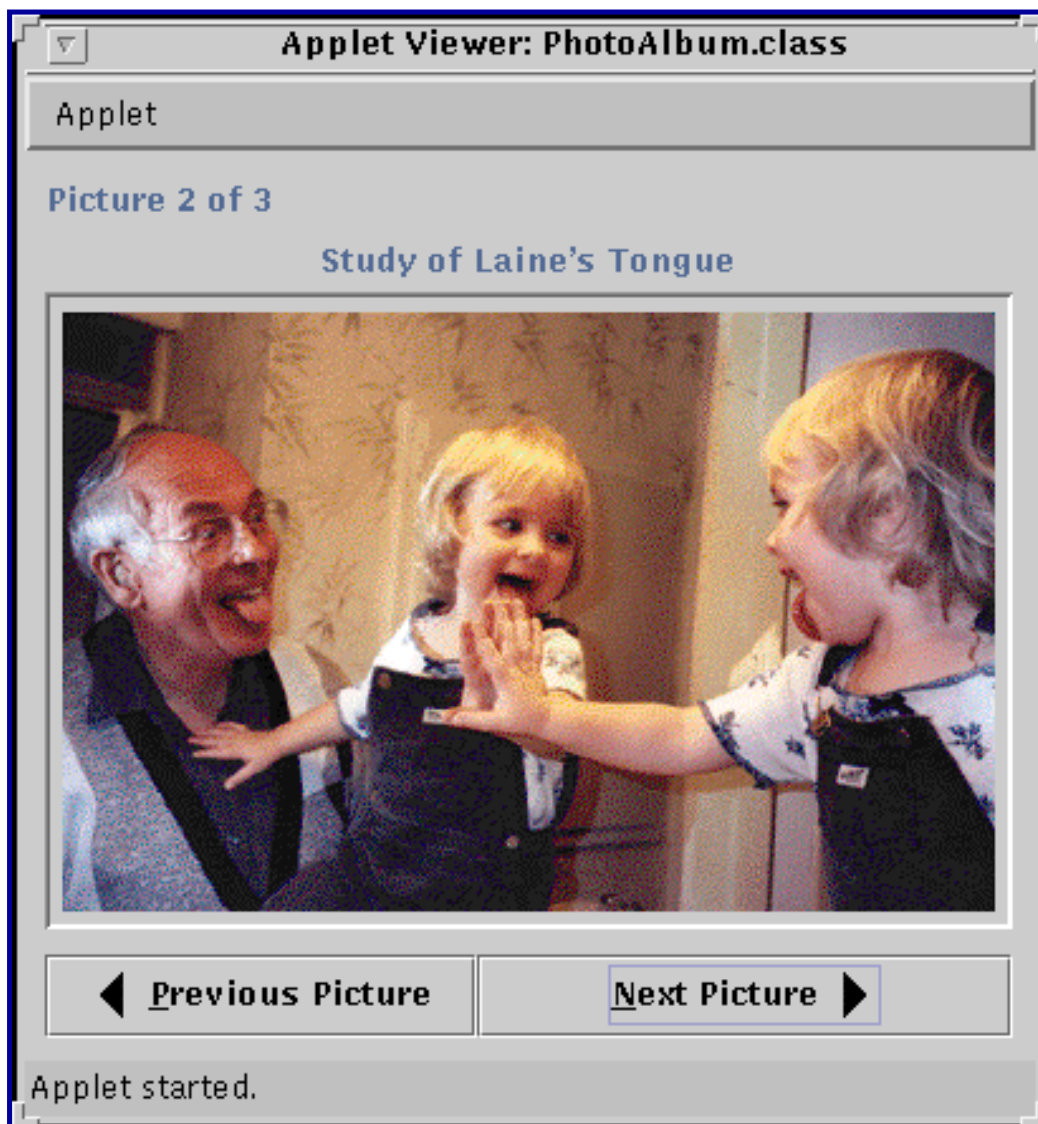 Applet Viewer: PhotoAlbum.class
Applet
Picture 2 of 3
Study of Laine's Tongue
Previous Picture
Next Picture
Applet started.